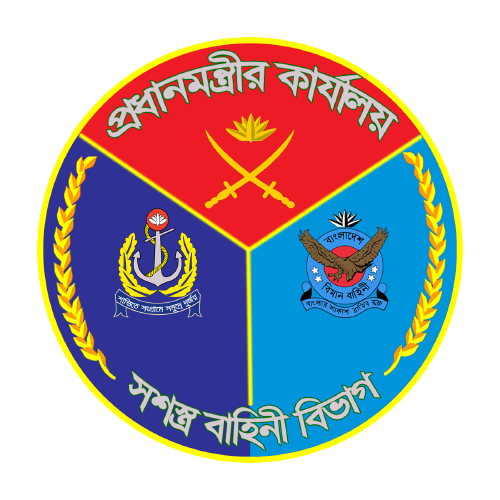 প্রধানমন্ত্রীর কার্যালয়
শান্তিতে সংগ্রামে সমুদ্রে দুর্জয়
বাংলাদেশ
বিমান বাহিনী
বাংলার আকাশ রাখিব মুক্ত
সশস্ত্র বাহিনী বিভাগ